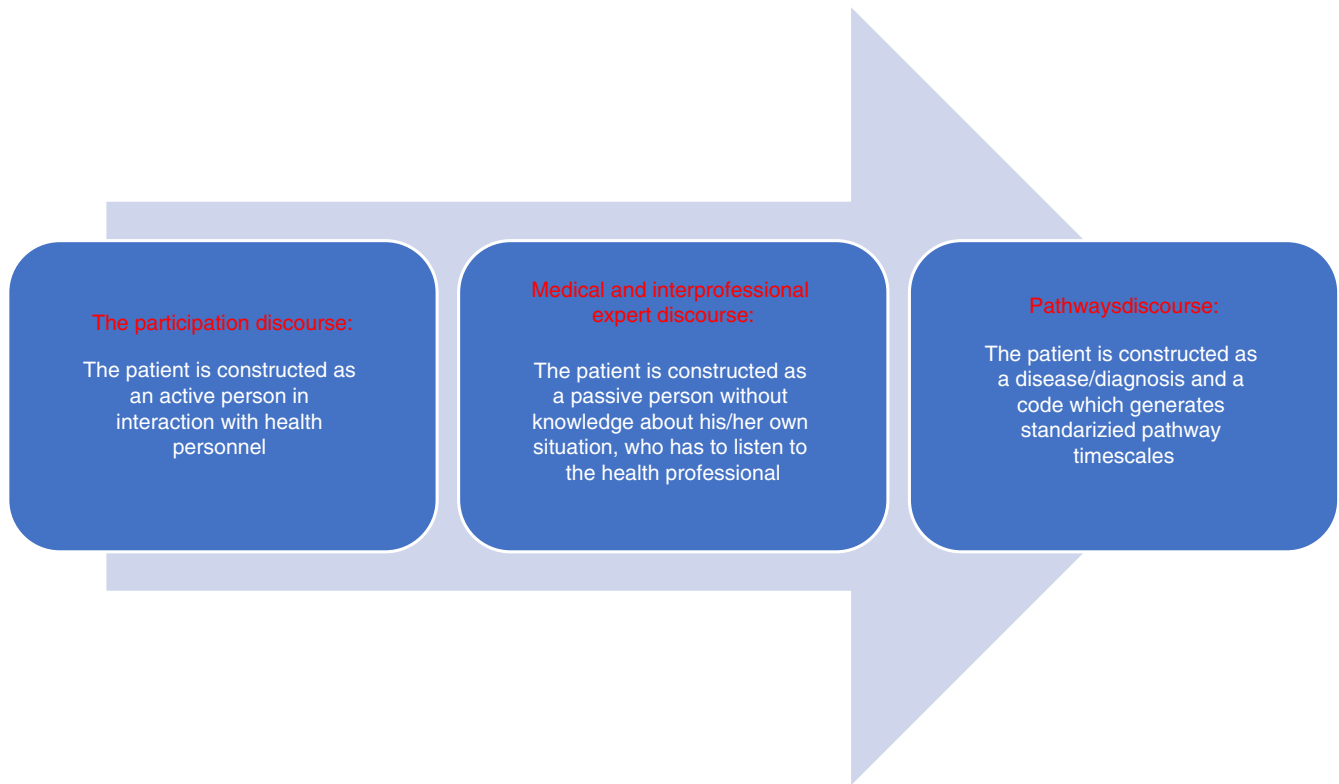 The participation discourse:
The patient is constructed as
an active person in
interaction with health
personnel
Medical and interprofessional
expert discourse:
The patient is constructed as
a passive person without
knowledge about his/her own
situation, who has to listen to
the health professional
Pathwaysdiscourse:
The patient is constructed as
a disease/diagnosis and a
code which generates
standarizied pathway
timescales